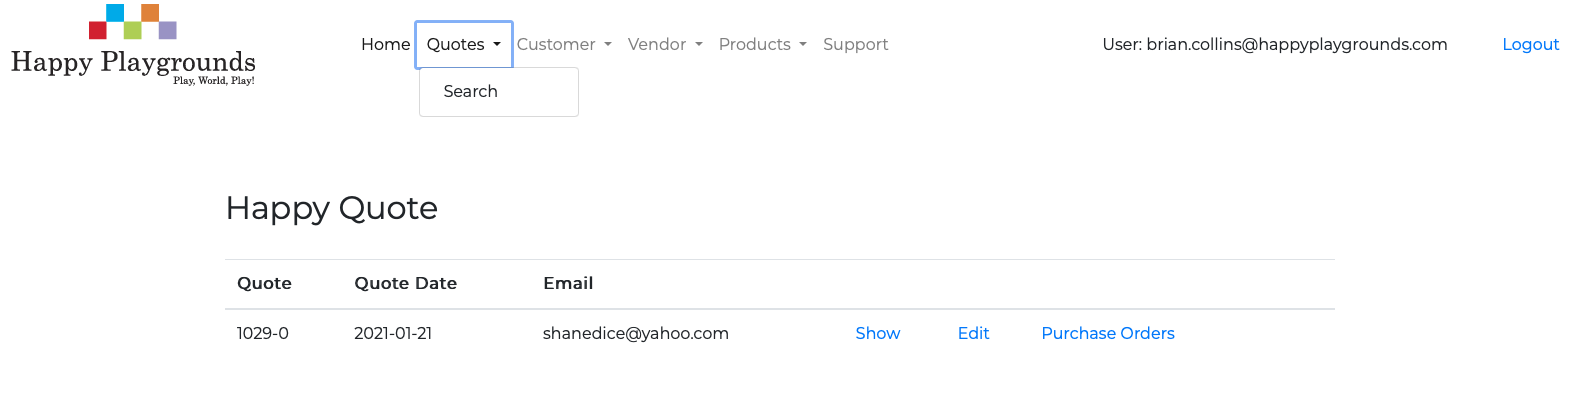 Happy Playgrounds
Play, World, Play!
Home Quotes Customer Vendor Products Support User: brian.collins@happyplaygrounds.com Logout
Search
Happy Quote
Quote Quote Date Email
1029-0 2021-01-21 shanedice@yahoo.com Show Edit Purchase Orders